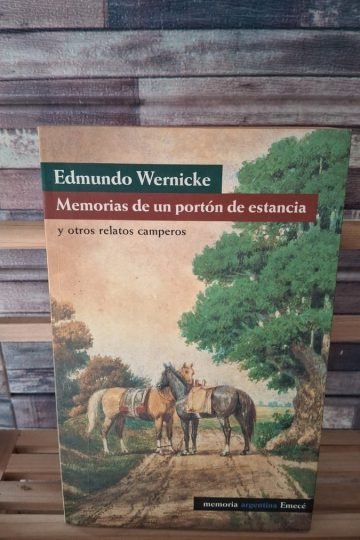 Edmundo Wernicke
Memorias de un portón de estancia
y otros relatos camperos
memoria argentina Emecé